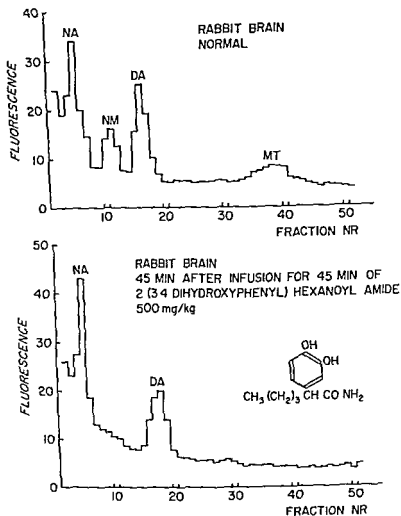 RABBIT BRAIN
NORMAL
FLUORESCENCE
40
30
20
10
0
NA
NM
DA
MT
10 20 30 40 50
FRACTION NR
RABBIT BRAIN
45 MIN AFTER INFUSION FOR 45 MIN OF
2 (3 4 DIHYDROXYPHENYL) HEXANOYL AMIDE
500 mg/kg
FLUORESCENCE
50
40
30
20
10
0
NA
DA
OH
OH
CH₃(CH₂)₃ CH CO NH₂
10 20 30 40 50
FRACTION NR